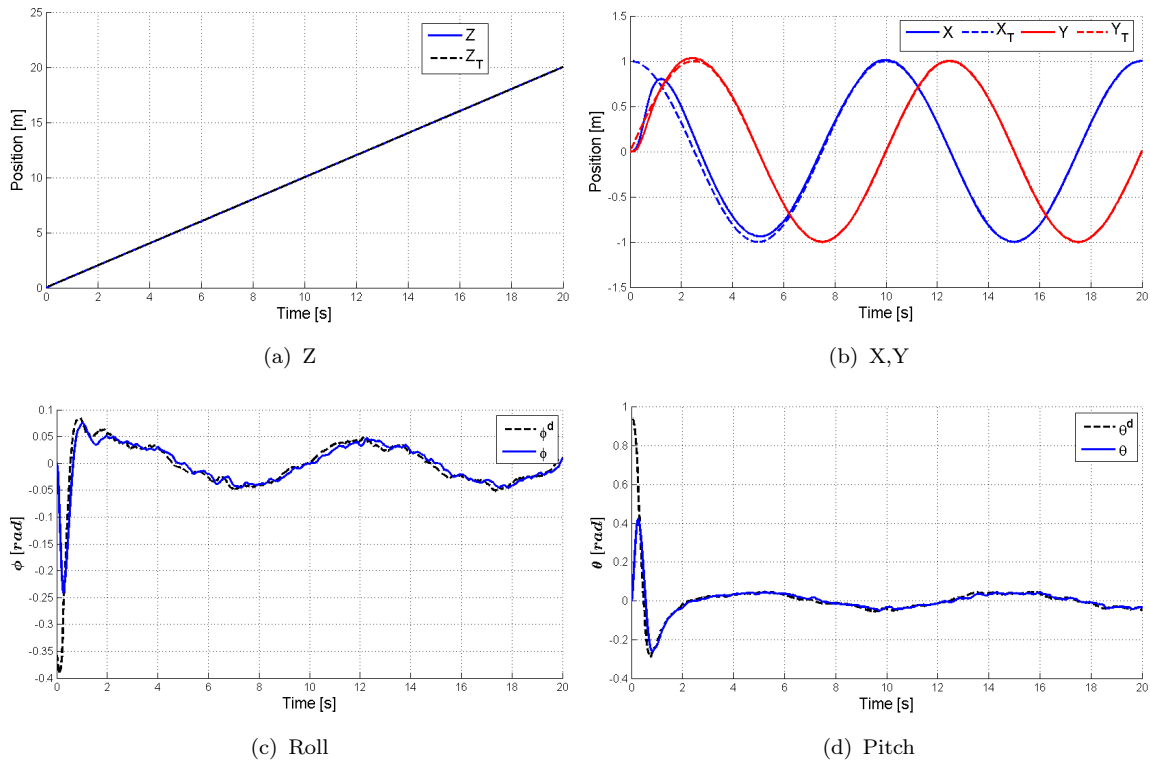 25
20
15
10
5
0
Position [m]
Z
Z_T
0 2 4 6 8 10 12 14 16 18 20
Time [s]
(a) Z
1.5
1
0.5
0
-0.5
-1
-1.5
Position [m]
X X_T Y Y_T
0 2 4 6 8 10 12 14 16 18 20
Time [s]
(b) X,Y
0.1
0.05
0
-0.05
-0.1
-0.15
-0.2
-0.25
-0.3
-0.35
-0.4
ϕ [rad]
ϕ^d
ϕ
0 2 4 6 8 10 12 14 16 18 20
Time [s]
(c) Roll
1
0.8
0.6
0.4
0.2
0
-0.2
-0.4
θ [rad]
θ^d
θ
0 2 4 6 8 10 12 14 16 18 20
Time [s]
(d) Pitch